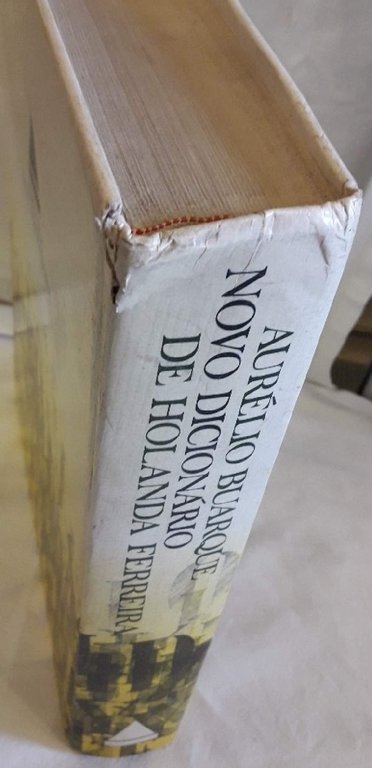 AURÉLIO BUARQUE
NOVO DICIONÁRIO
DE HOLANDA FERREIRA